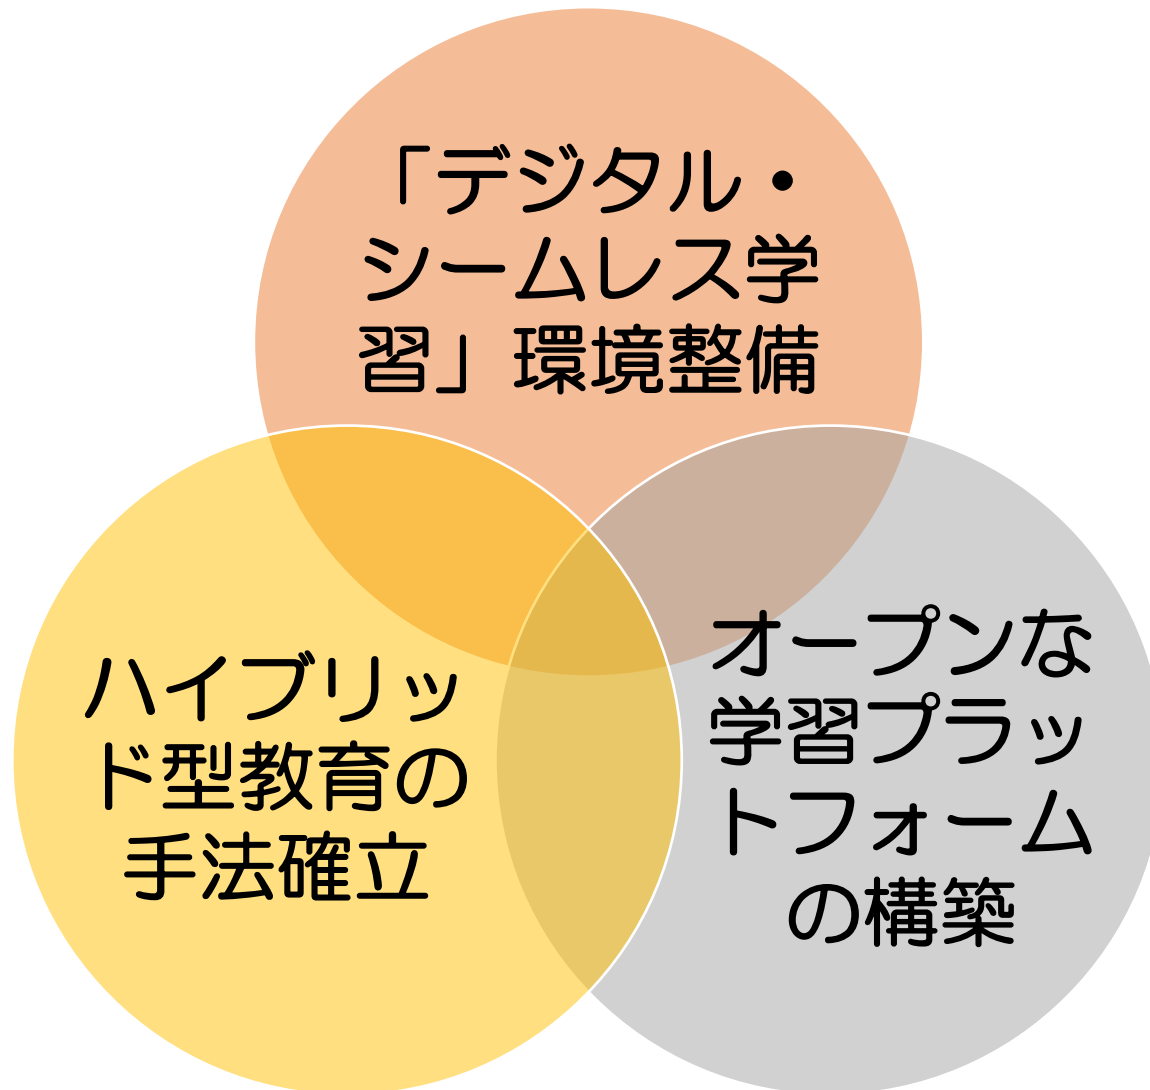 「デジタル・
シームレス学
習」環境整備
ハイブリッ
ド型教育の
手法確立
オープンな
学習プラッ
トフォーム
の構築